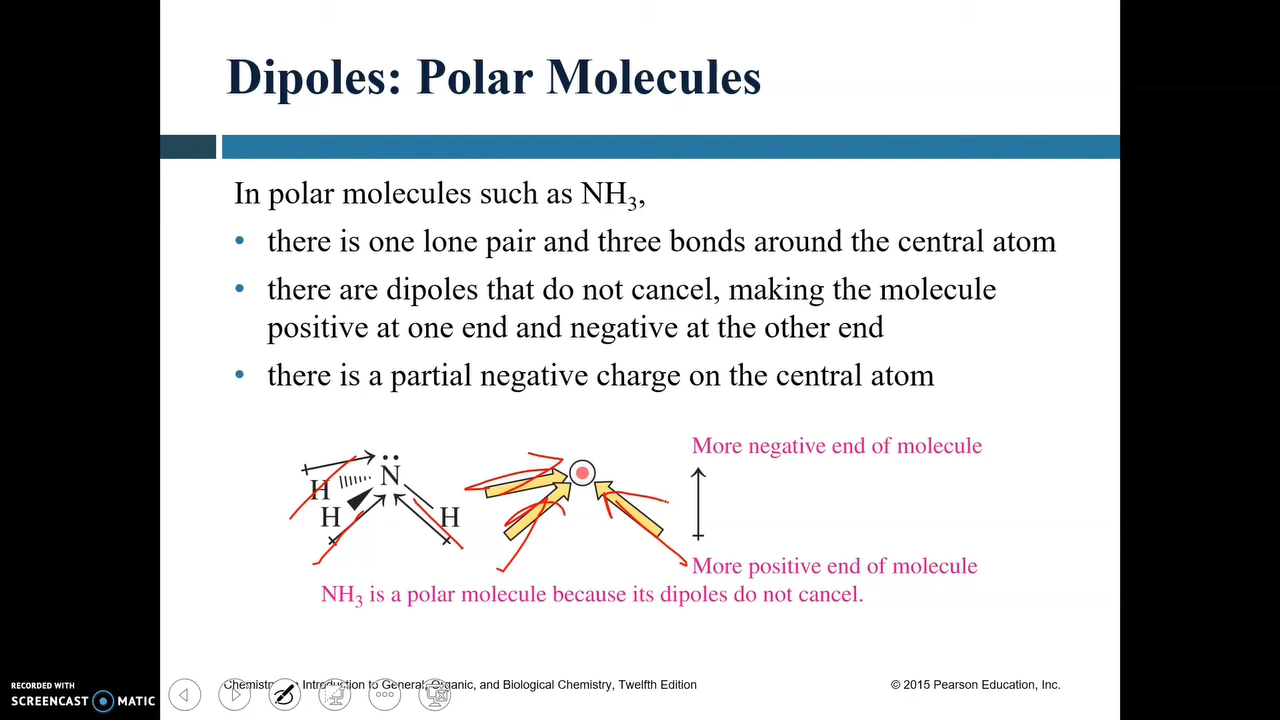 Dipoles: Polar Molecules
In polar molecules such as NH₃,
• there is one lone pair and three bonds around the central atom
• there are dipoles that do not cancel, making the molecule
positive at one end and negative at the other end
• there is a partial negative charge on the central atom
More negative end of molecule
N
H
H
H
More positive end of molecule
NH₃ is a polar molecule because its dipoles do not cancel.
RECORDED WITH
SCREENCAST MATIC
Introduction to General, Organic, and Biological Chemistry, Twelfth Edition
© 2015 Pearson Education, Inc.